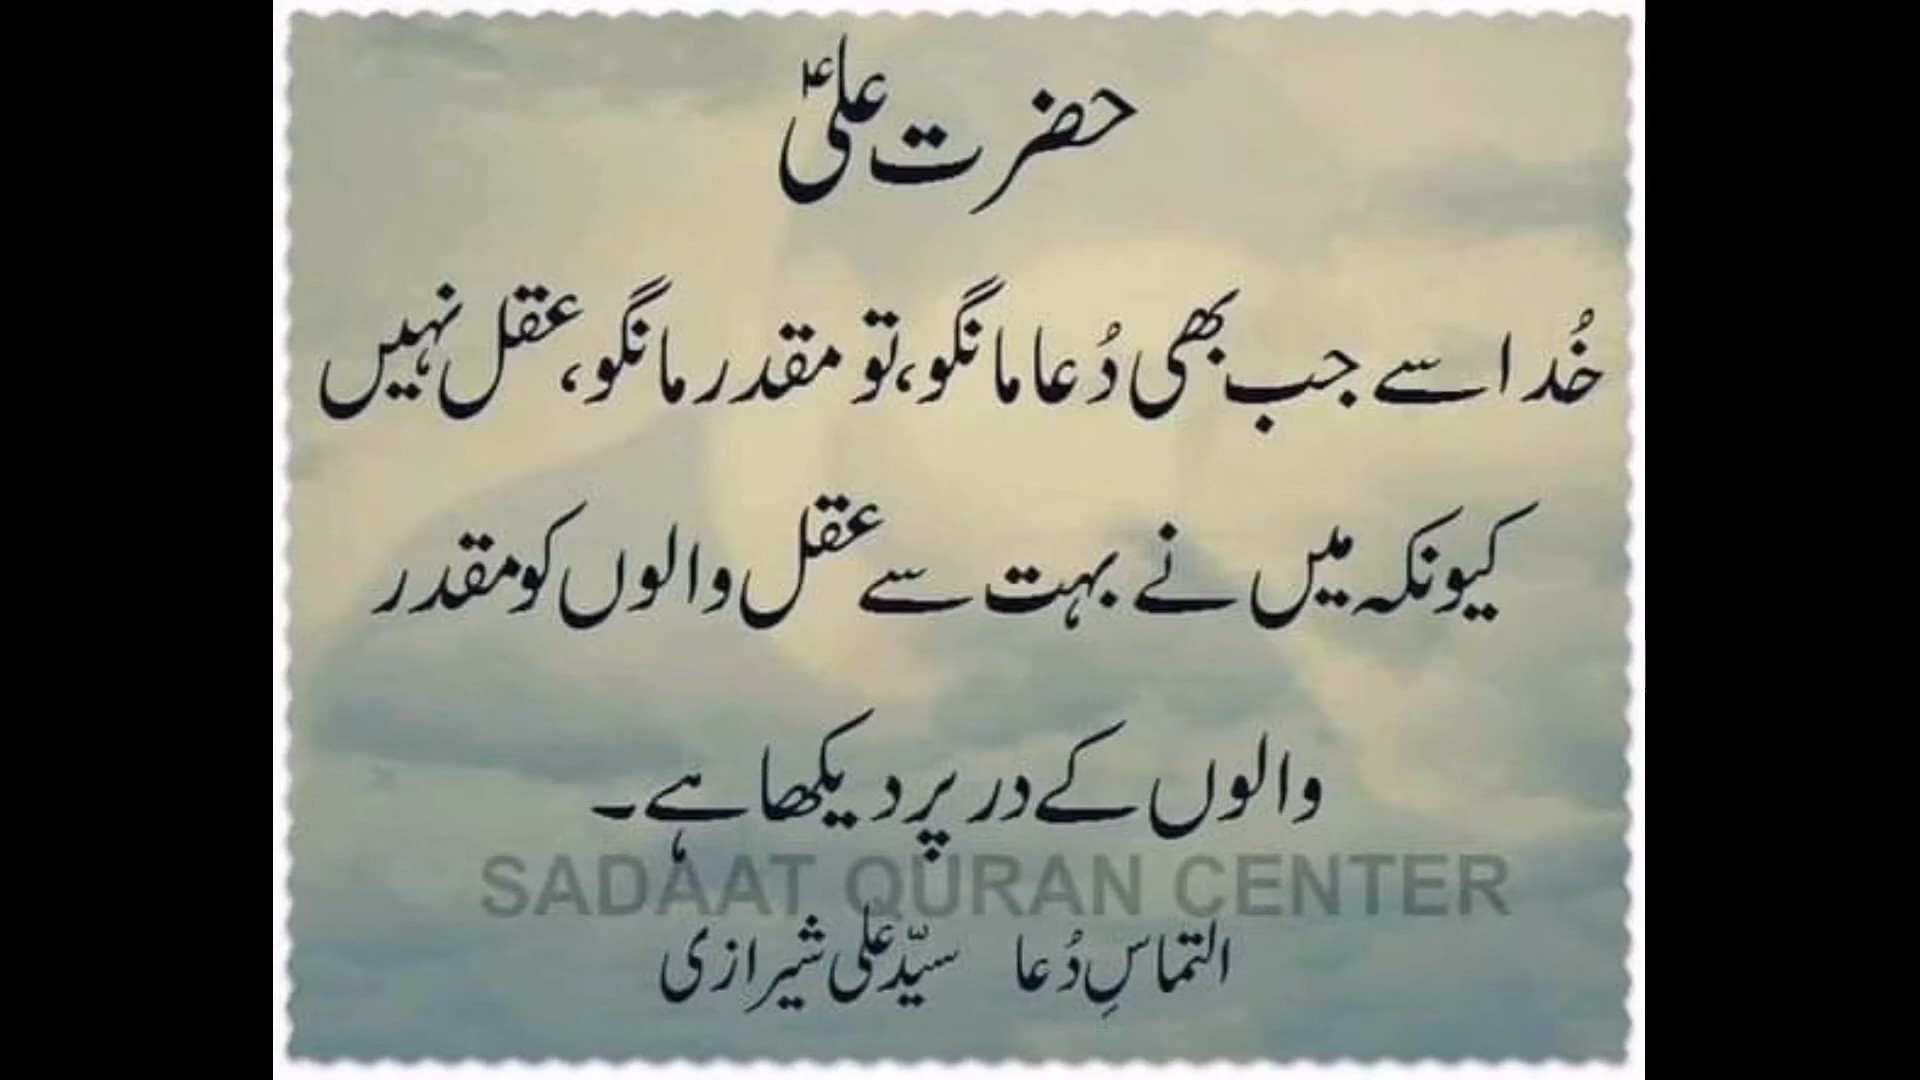 حضرت علیؑ
خُدا سے جب بھی دُعا مانگو، تو مقدر مانگو، عقل نہیں
کیونکہ میں نے بہت سے عقل والوں کو مقدر
والوں کے در پر دیکھا ہے۔
SADAAT QURAN CENTER
التماسِ دُعا سیّد علی شیرازی